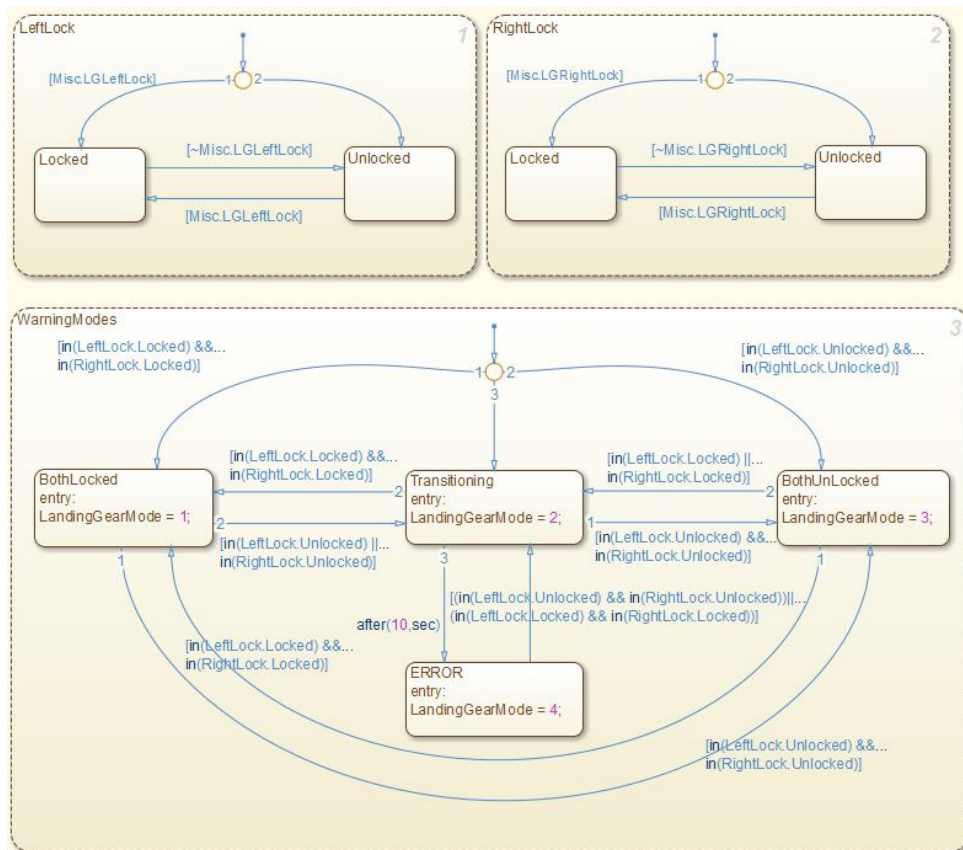 LeftLock
1
[Misc.LGLeftLock]
1
2
Locked
[~Misc.LGLeftLock]
Unlocked
[Misc.LGLeftLock]
RightLock
2
[Misc.LGRightLock]
1
2
Locked
[~Misc.LGRightLock]
Unlocked
[Misc.LGRightLock]
WarningModes
3
[in(LeftLock.Locked) &&...
in(RightLock.Locked)]
[in(LeftLock.Unlocked) &&...
in(RightLock.Unlocked)]
1
2
3
BothLocked
entry:
LandingGearMode = 1;
[in(LeftLock.Locked) &&...
in(RightLock.Locked)]
2
2
[in(LeftLock.Unlocked) ||...
in(RightLock.Unlocked)]
1
Transitioning
entry:
LandingGearMode = 2;
3
[in(LeftLock.Locked) ||...
in(RightLock.Locked)]
2
1
[in(LeftLock.Unlocked) &&...
in(RightLock.Unlocked)]
BothUnLocked
entry:
LandingGearMode = 3;
1
[(in(LeftLock.Unlocked) && in(RightLock.Unlocked))||...
(in(LeftLock.Locked) && in(RightLock.Locked))]
after(10,sec)
[in(LeftLock.Locked) &&...
in(RightLock.Locked)]
ERROR
entry:
LandingGearMode = 4;
[in(LeftLock.Unlocked) &&...
in(RightLock.Unlocked)]